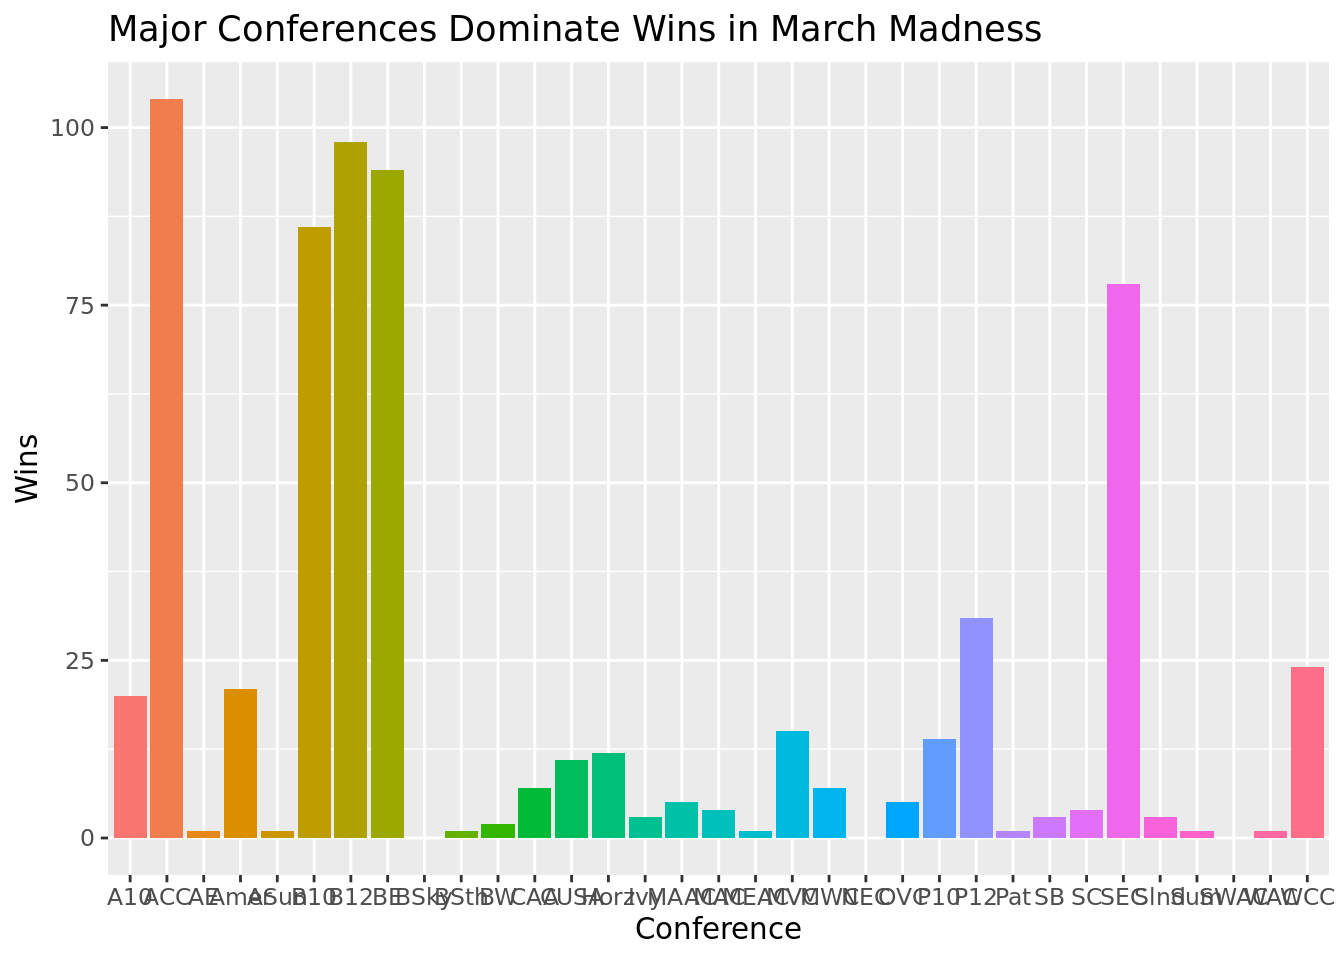 Major Conferences Dominate Wins in March Madness
100
75
50
25
0
Wins
A10 ACC AE Amer ASun B10 B12 BE BSky BSth BW CAA CUSA Horz Ivy MAAC MAC MEAC MVC MWC NEC OVC P10 P12 Pat SB SC SEC Slnd Sum SWAC WAC WCC
Conference